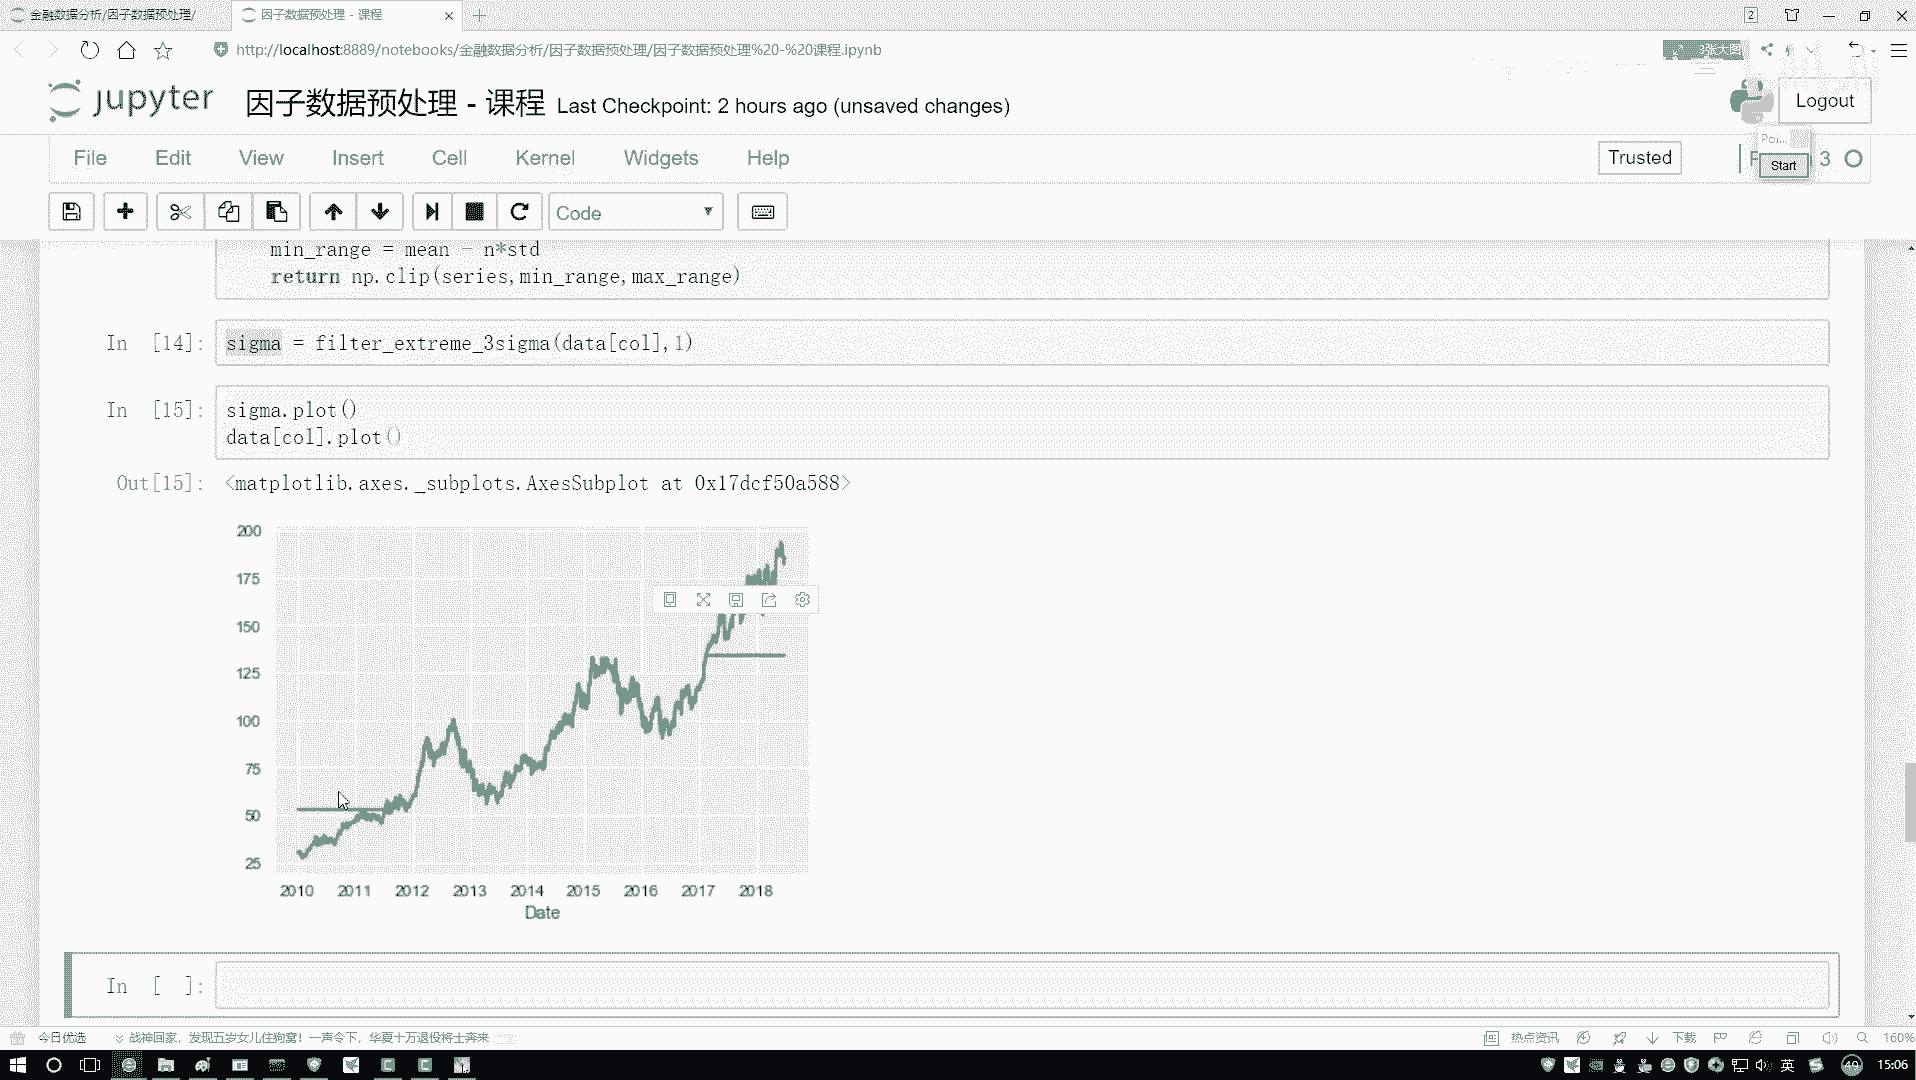 金融数据分析/因子数据预处理/
因子数据预处理 - 课程
2
http://localhost:8889/notebooks/金融数据分析/因子数据预处理/因子数据预处理%20-%20课程.ipynb
3张大图
jupyter 因子数据预处理 - 课程 Last Checkpoint: 2 hours ago (unsaved changes)
Logout
File Edit View Insert Cell Kernel Widgets Help
Trusted
3
Start
Code
min_range = mean - n*std
return np.clip(series,min_range,max_range)
In [14]: sigma = filter_extreme_3sigma(data[col],1)
In [15]: sigma.plot()
data[col].plot()
Out[15]: <matplotlib.axes._subplots.AxesSubplot at 0x17dcf50a588>
200
175
150
125
100
75
50
25
2010 2011 2012 2013 2014 2015 2016 2017 2018
Date
In [ ]:
今日优选
战神回家，发现五岁女儿住狗窝！一声令下，华夏十万退役将士奔来
热点资讯
下载
160%
英
49
15:06